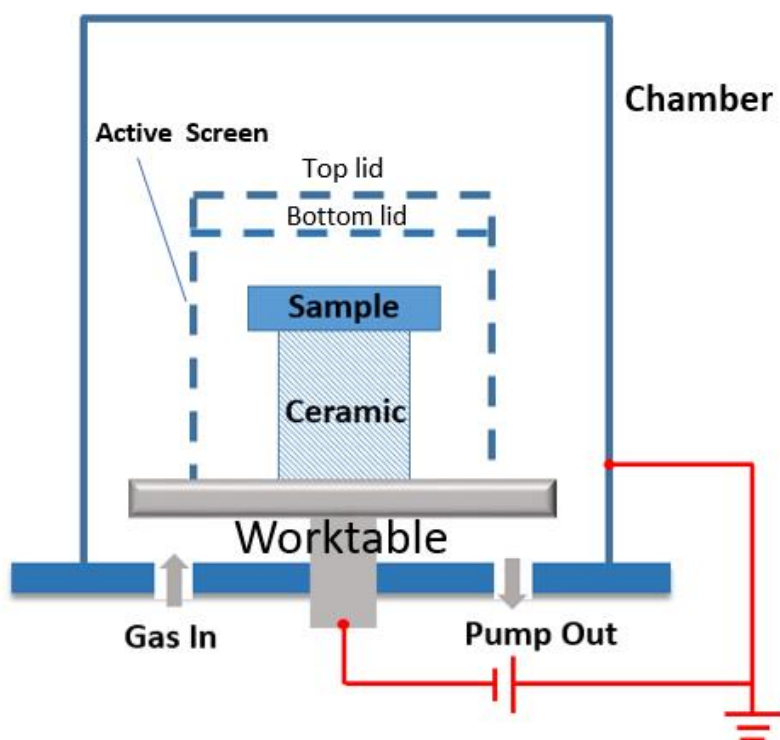 Chamber
Active Screen
Top lid
Bottom lid
Sample
Ceramic
Worktable
Gas In
Pump Out